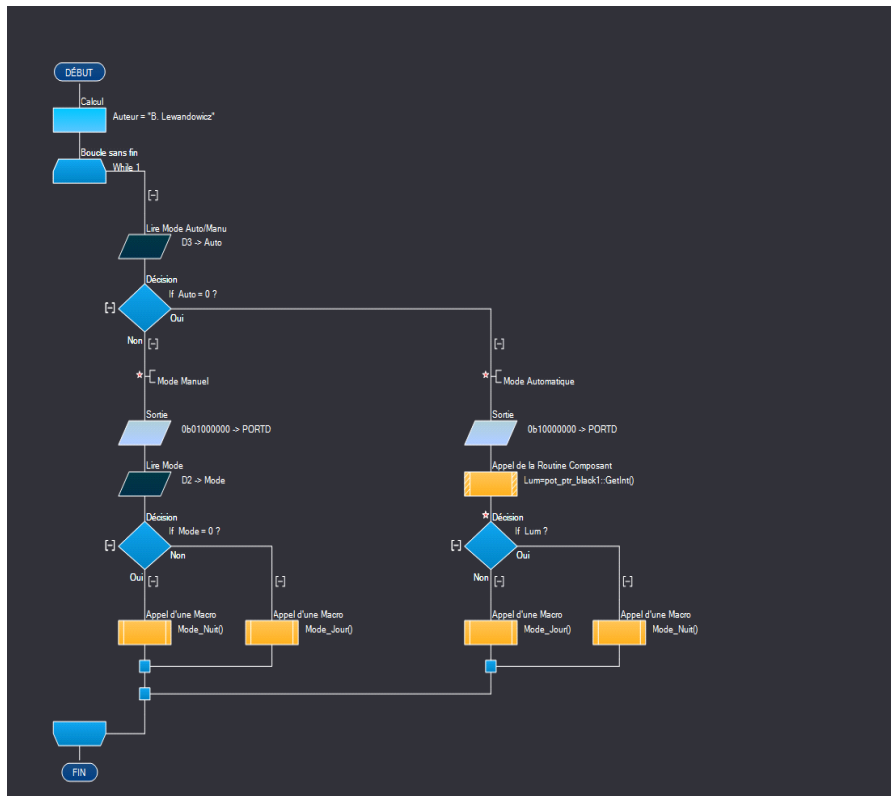 DÉBUT
Calcul
Auteur = "B. Lewandowicz"
Boucle sans fin
While 1
[-]
Lire Mode Auto/Manu
D3 -> Auto
Décision
If Auto = 0 ?
[-]
Oui
Non
[-]
[-]
Mode Manuel
Mode Automatique
Sortie
0b01000000 -> PORTD
Sortie
0b10000000 -> PORTD
Lire Mode
D2 -> Mode
Appel de la Routine Composant
Lum=pot_ptr_black1::GetInt()
Décision
If Mode = 0 ?
[-]
Non
Oui
[-]
[-]
Décision
If Lum ?
[-]
Oui
Non
[-]
[-]
Appel d'une Macro
Mode_Nuit()
Appel d'une Macro
Mode_Jour()
Appel d'une Macro
Mode_Jour()
Appel d'une Macro
Mode_Nuit()
FIN